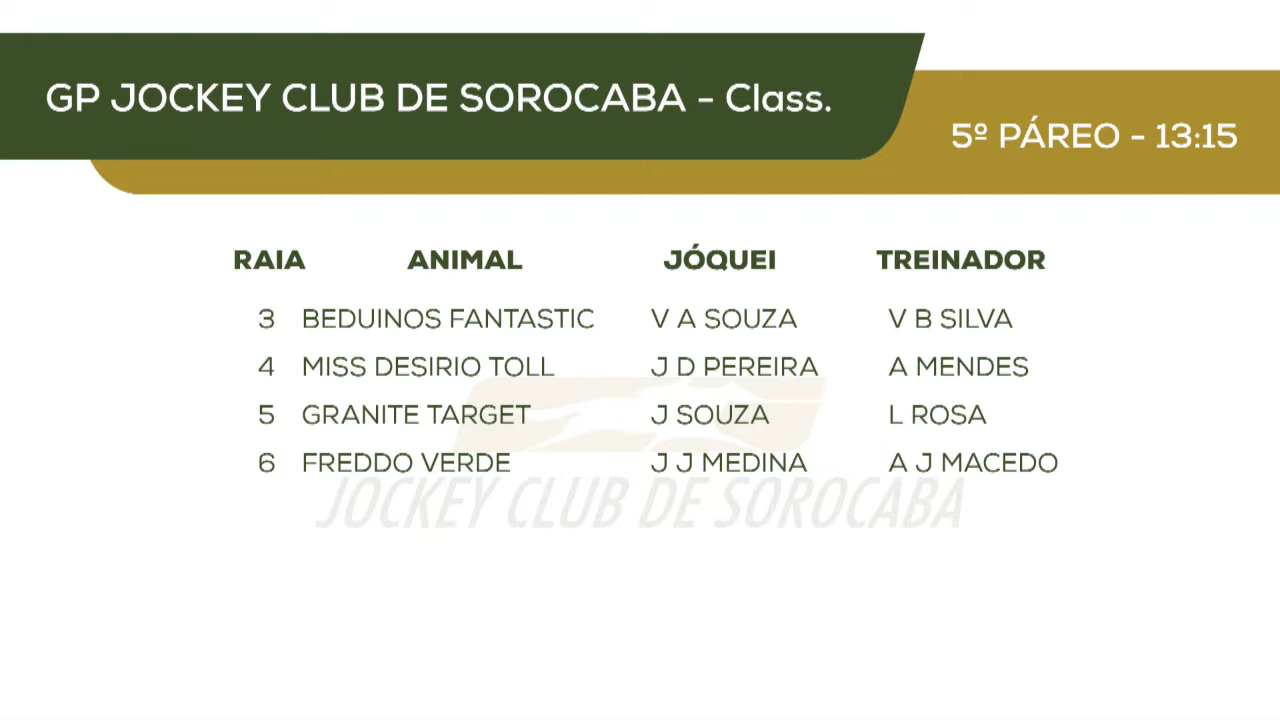 GP JOCKEY CLUB DE SOROCABA - Class.
5º PÁREO - 13:15
RAIA ANIMAL JÓQUEI TREINADOR
3 BEDUINOS FANTASTIC V A SOUZA V B SILVA
4 MISS DESIRIO TOLL J D PEREIRA A MENDES
5 GRANITE TARGET J SOUZA L ROSA
6 FREDDO VERDE J J MEDINA A J MACEDO
JOCKEY CLUB DE SOROCABA